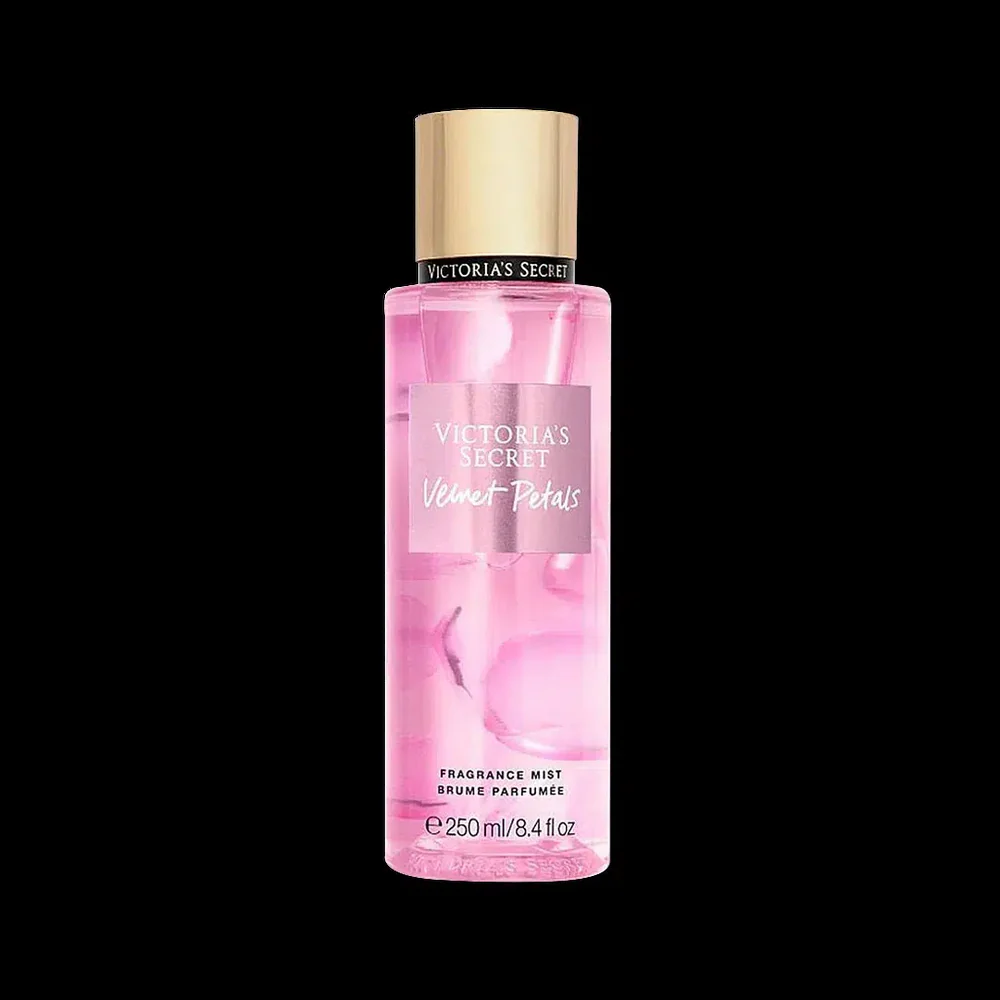 VICTORIA'S SECRET
VICTORIA'S
SECRET
Velvet Petals
FRAGRANCE MIST
BRUME PARFUMÉE
℮ 250 ml/8.4 fl oz